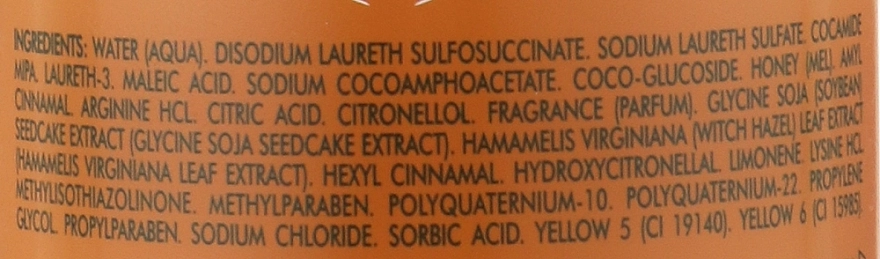 INGREDIENTS: WATER (AQUA). DISODIUM LAURETH SULFOSUCCINATE. SODIUM LAURETH SULFATE. COCAMIDE
MIPA. LAURETH-3. MALEIC ACID. SODIUM COCOAMPHOACETATE. COCO-GLUCOSIDE. HONEY (MEL). AMYL
CINNAMAL. ARGININE HCL. CITRIC ACID. CITRONELLOL. FRAGRANCE (PARFUM). GLYCINE SOJA (SOYBEAN)
SEEDCAKE EXTRACT (GLYCINE SOJA SEEDCAKE EXTRACT). HAMAMELIS VIRGINIANA (WITCH HAZEL) LEAF EXTRACT
(HAMAMELIS VIRGINIANA LEAF EXTRACT). HEXYL CINNAMAL. HYDROXYCITRONELLAL. LIMONENE. LYSINE HCL.
METHYLISOTHIAZOLINONE. METHYLPARABEN. POLYQUATERNIUM-10. POLYQUATERNIUM-22. PROPYLENE
GLYCOL. PROPYLPARABEN. SODIUM CHLORIDE. SORBIC ACID. YELLOW 5 (CI 19140). YELLOW 6 (CI 15985).